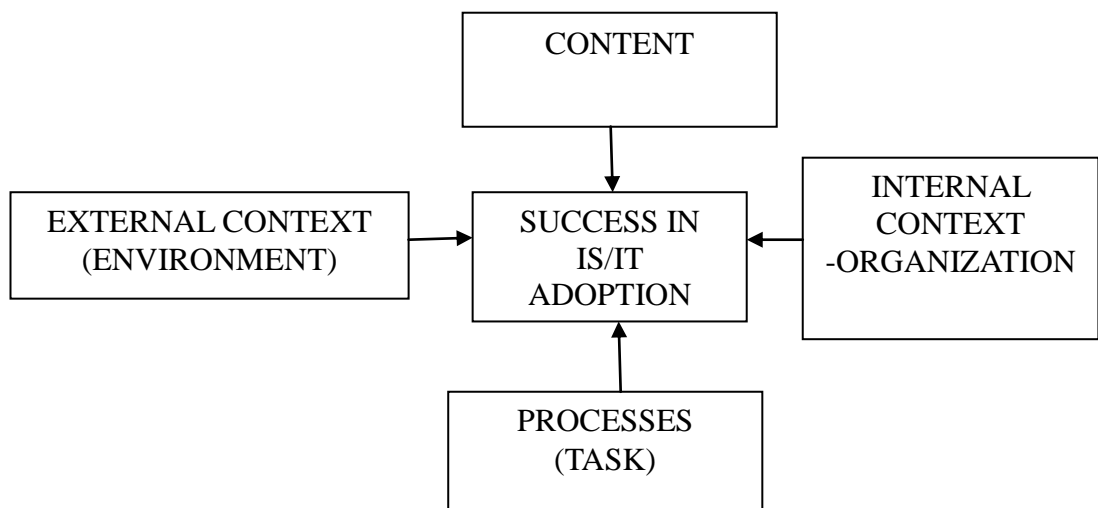 CONTENT
EXTERNAL CONTEXT
(ENVIRONMENT)
SUCCESS IN
IS/IT
ADOPTION
INTERNAL
CONTEXT
-ORGANIZATION
PROCESSES
(TASK)